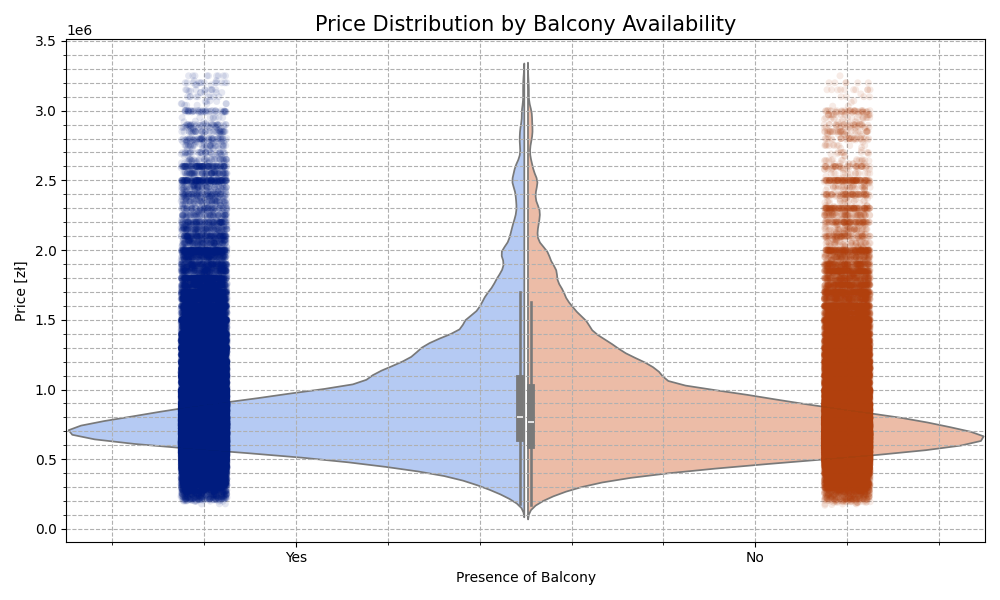 Price Distribution by Balcony Availability
1e6
3.5
3.0
2.5
2.0
1.5
1.0
0.5
0.0
Price [zł]
Yes
No
Presence of Balcony